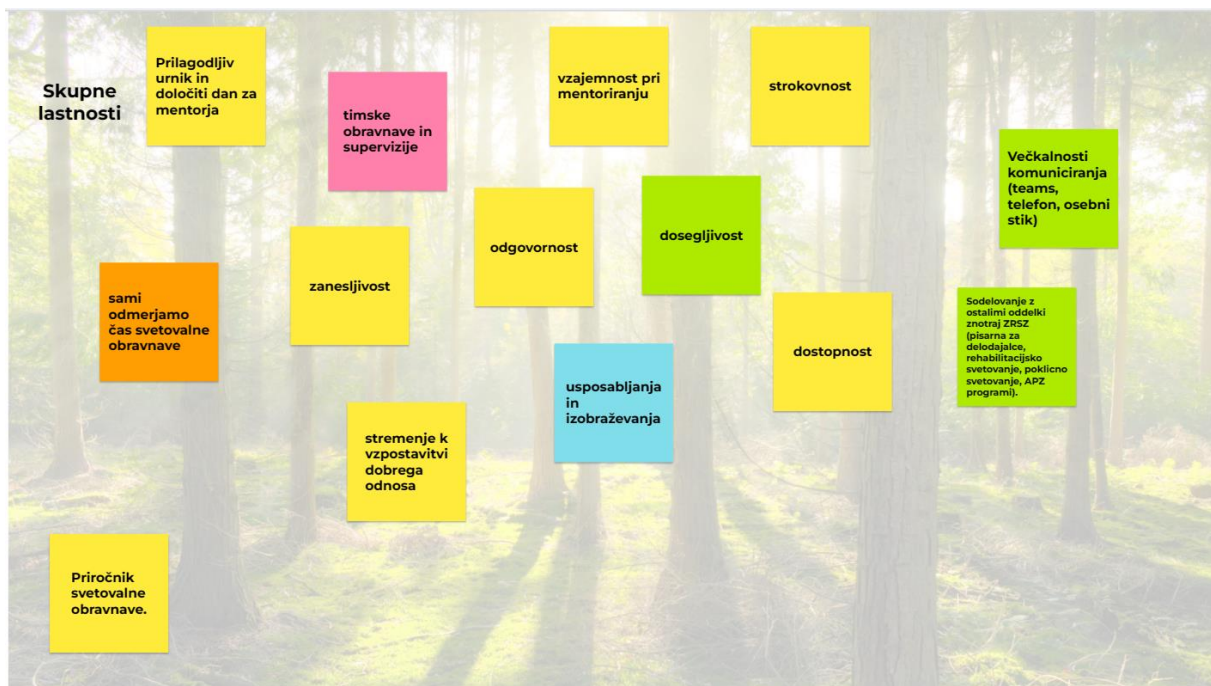 Skupne
lastnosti
Prilagodljiv
urnik in
določiti dan za
mentorja
timske
obravnave in
supervizije
vzajemnost pri
mentoriranju
strokovnost
Večkalnosti
komuniciranja
(teams,
telefon, osebni
stik)
odgovornost
dosegljivost
zanesljivost
sami
odmerjamo
čas svetovalne
obravnave
Sodelovanje z
ostalimi oddelki
znotraj ZRSZ
(pisarna za
delodajalce,
rehabilitacijsko
svetovanje, poklicno
svetovanje, APZ
programi).
dostopnost
usposabljanja
in
izobraževanja
stremenje k
vzpostavitvi
dobrega
odnosa
Priročnik
svetovalne
obravnave.